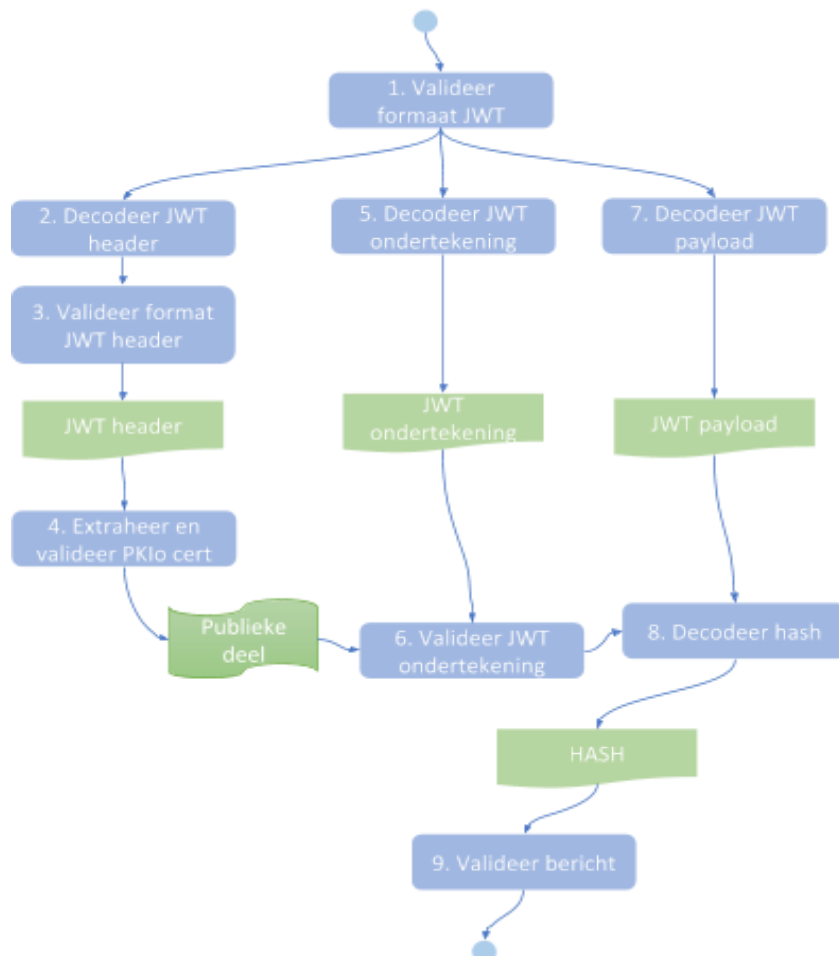 1. Valideer
formaat JWT
2. Decodeer JWT
header
5. Decodeer JWT
ondertekening
7. Decodeer JWT
payload
3. Valideer format
JWT header
JWT header
JWT
ondertekening
JWT payload
4. Extraheer en
valideer PKIo cert
Publieke
deel
6. Valideer JWT
ondertekening
8. Decodeer hash
HASH
9. Valideer bericht